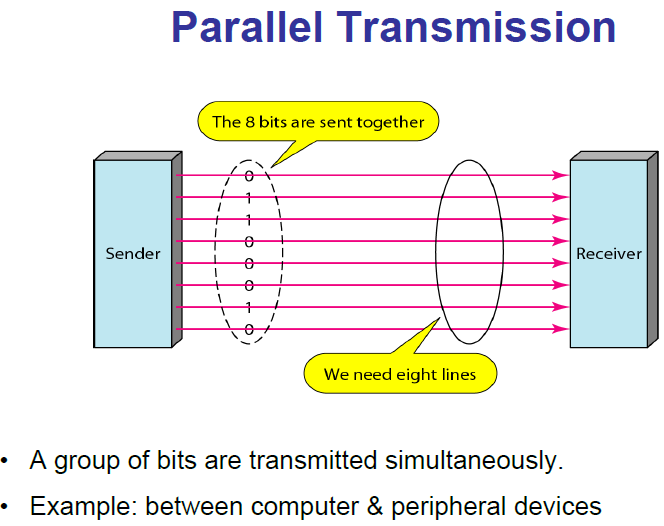 Parallel Transmission
The 8 bits are sent together
0
1
1
0
0
0
1
0
Sender
Receiver
We need eight lines
• A group of bits are transmitted simultaneously.
• Example: between computer & peripheral devices